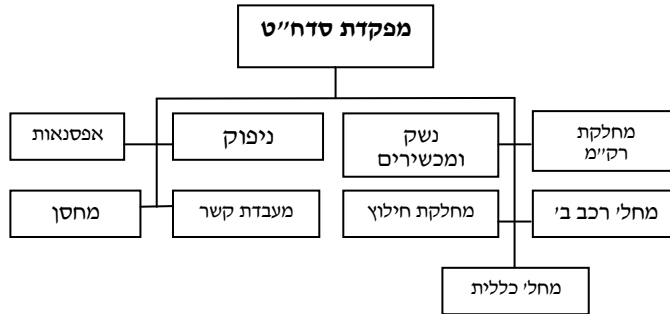 מפקדת סדח״ט
מחלקת
רק״מ
נשק
ומכשירים
ניפוק
אפסנאות
מחל׳ רכב ב׳
מחלקת חילוץ
מעבדת קשר
מחסן
מחל׳ כללית